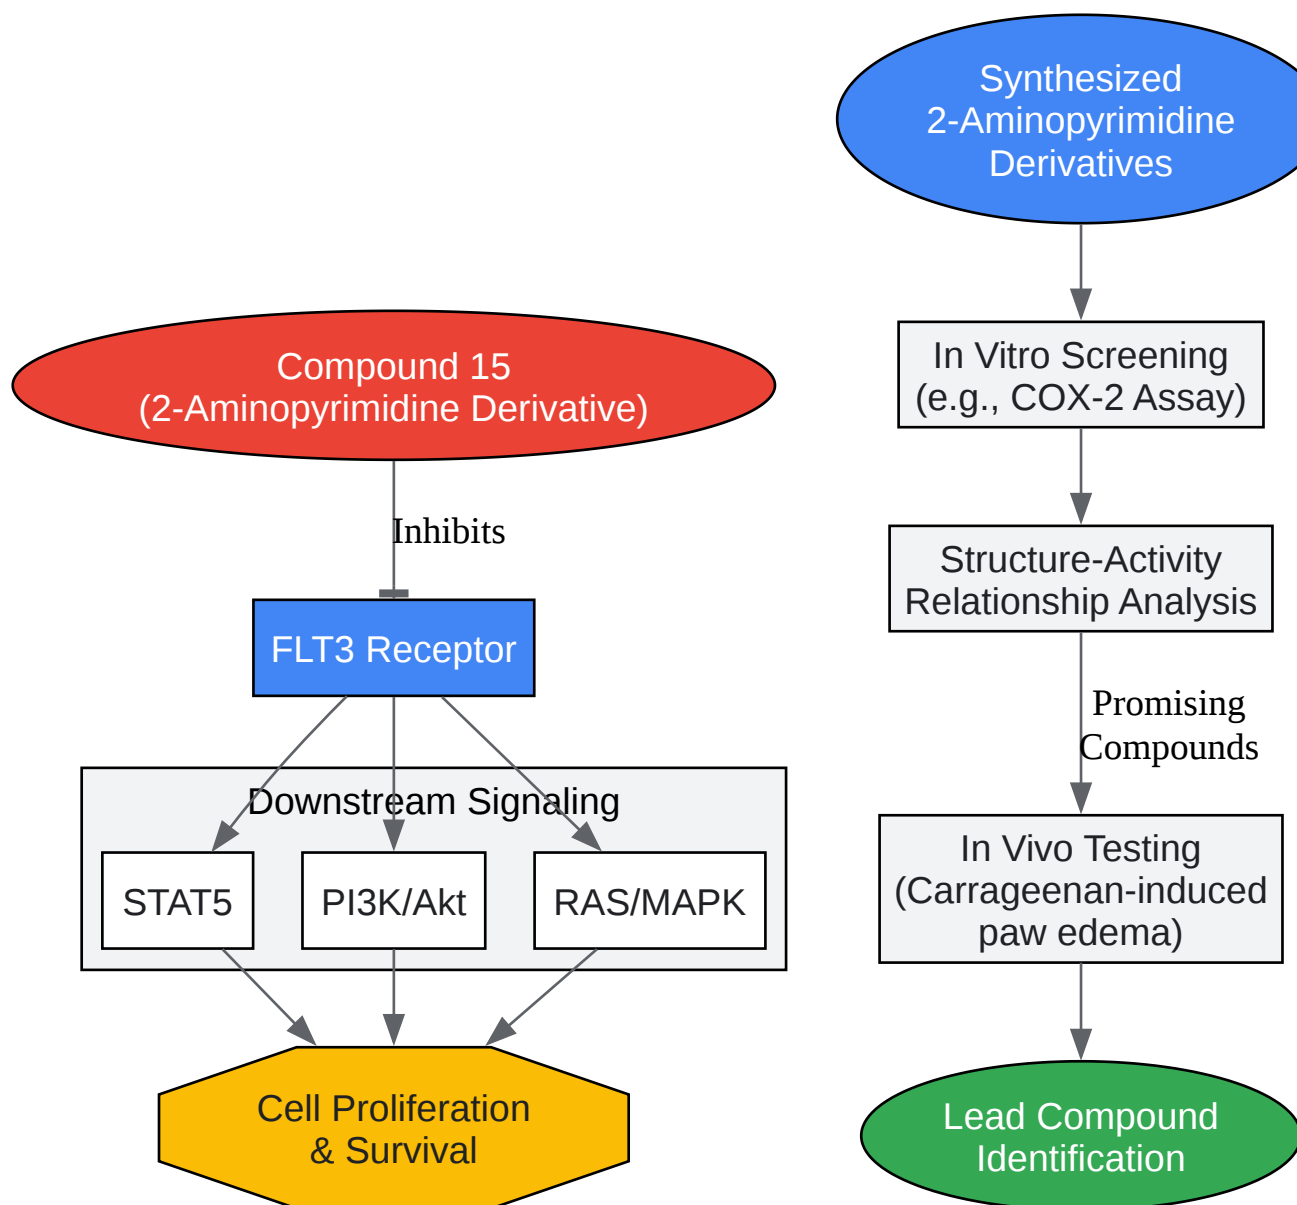 Compound 15
(2-Aminopyrimidine Derivative)
Inhibits
FLT3 Receptor
Downstream Signaling
STAT5
PI3K/Akt
RAS/MAPK
Cell Proliferation
& Survival
Synthesized
2-Aminopyrimidine
Derivatives
In Vitro Screening
(e.g., COX-2 Assay)
Structure-Activity
Relationship Analysis
Promising
Compounds
In Vivo Testing
(Carrageenan-induced
paw edema)
Lead Compound
Identification